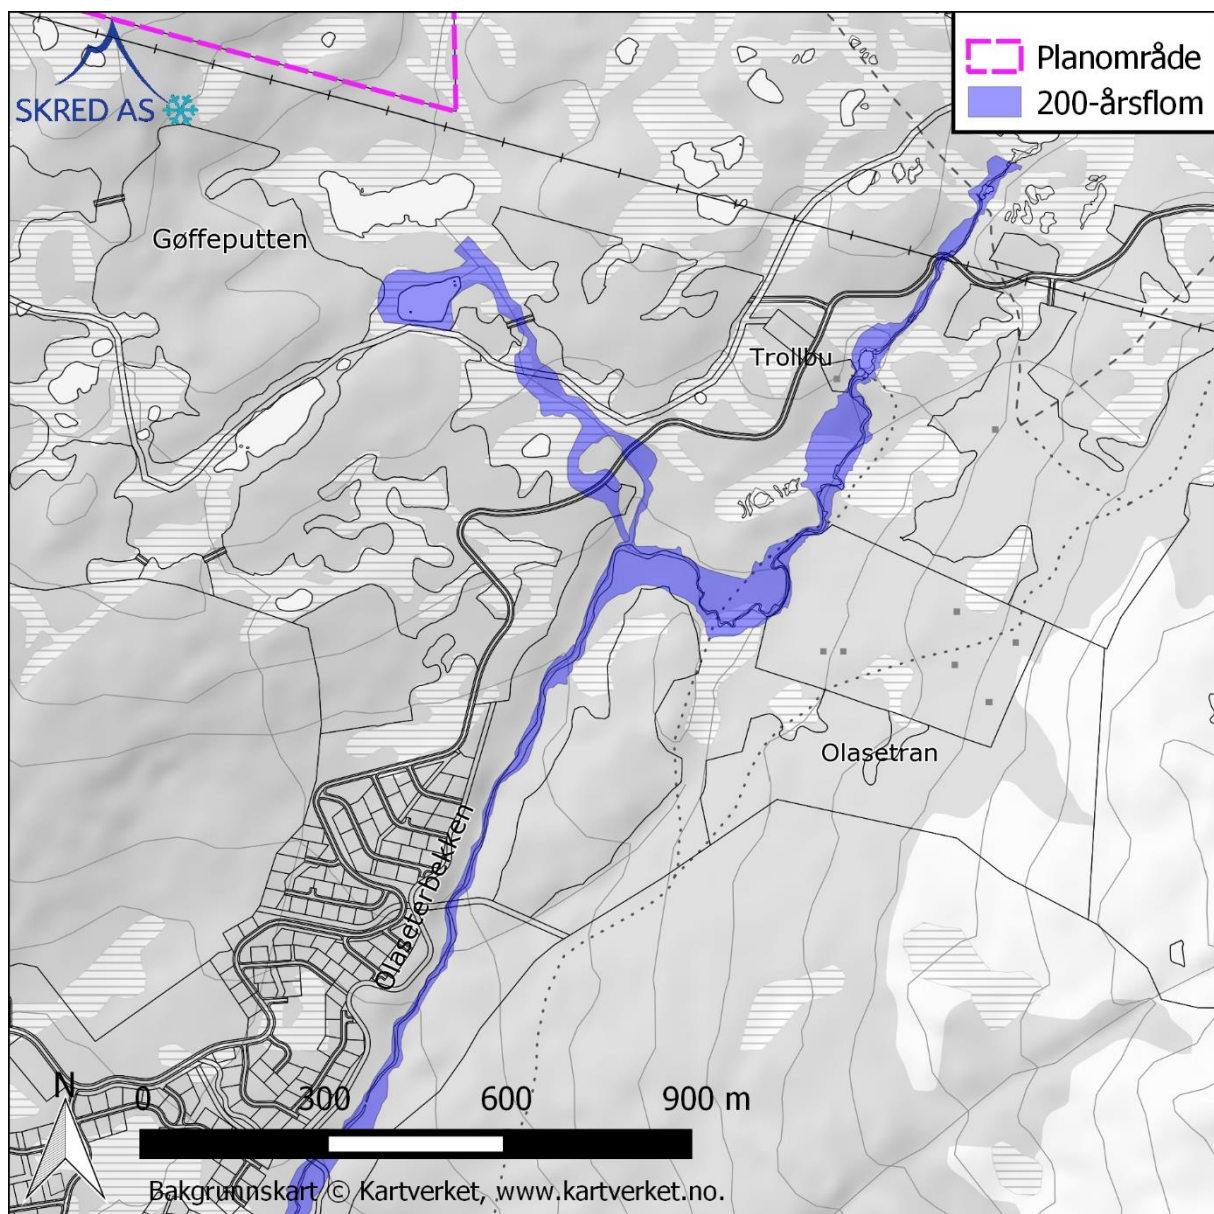 SKRED AS
Planområde
200-årsflom
Gøffeputten
Trollbu
Olasetran
Olaseterbekken
N
0 300 600 900 m
Bakgrunnskart © Kartverket, www.kartverket.no.